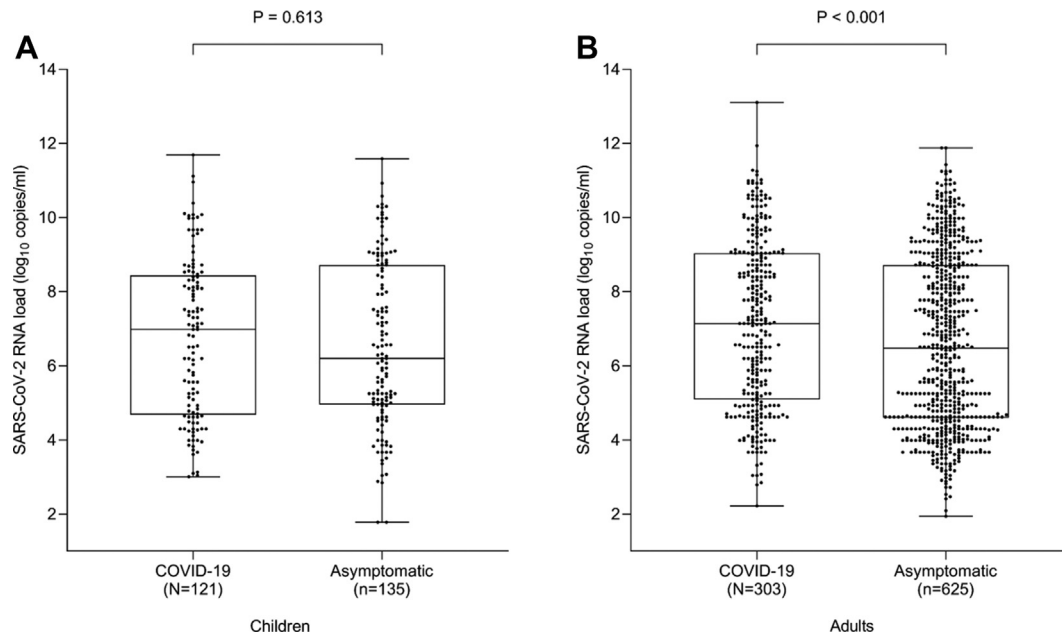 P = 0.613
P < 0.001
A
B
SARS-CoV-2 RNA load (log10 copies/ml)
14
12
10
8
6
4
2
COVID-19
(N=121)
Asymptomatic
(n=135)
Children
SARS-CoV-2 RNA load (log10 copies/ml)
14
12
10
8
6
4
2
COVID-19
(N=303)
Asymptomatic
(n=625)
Adults